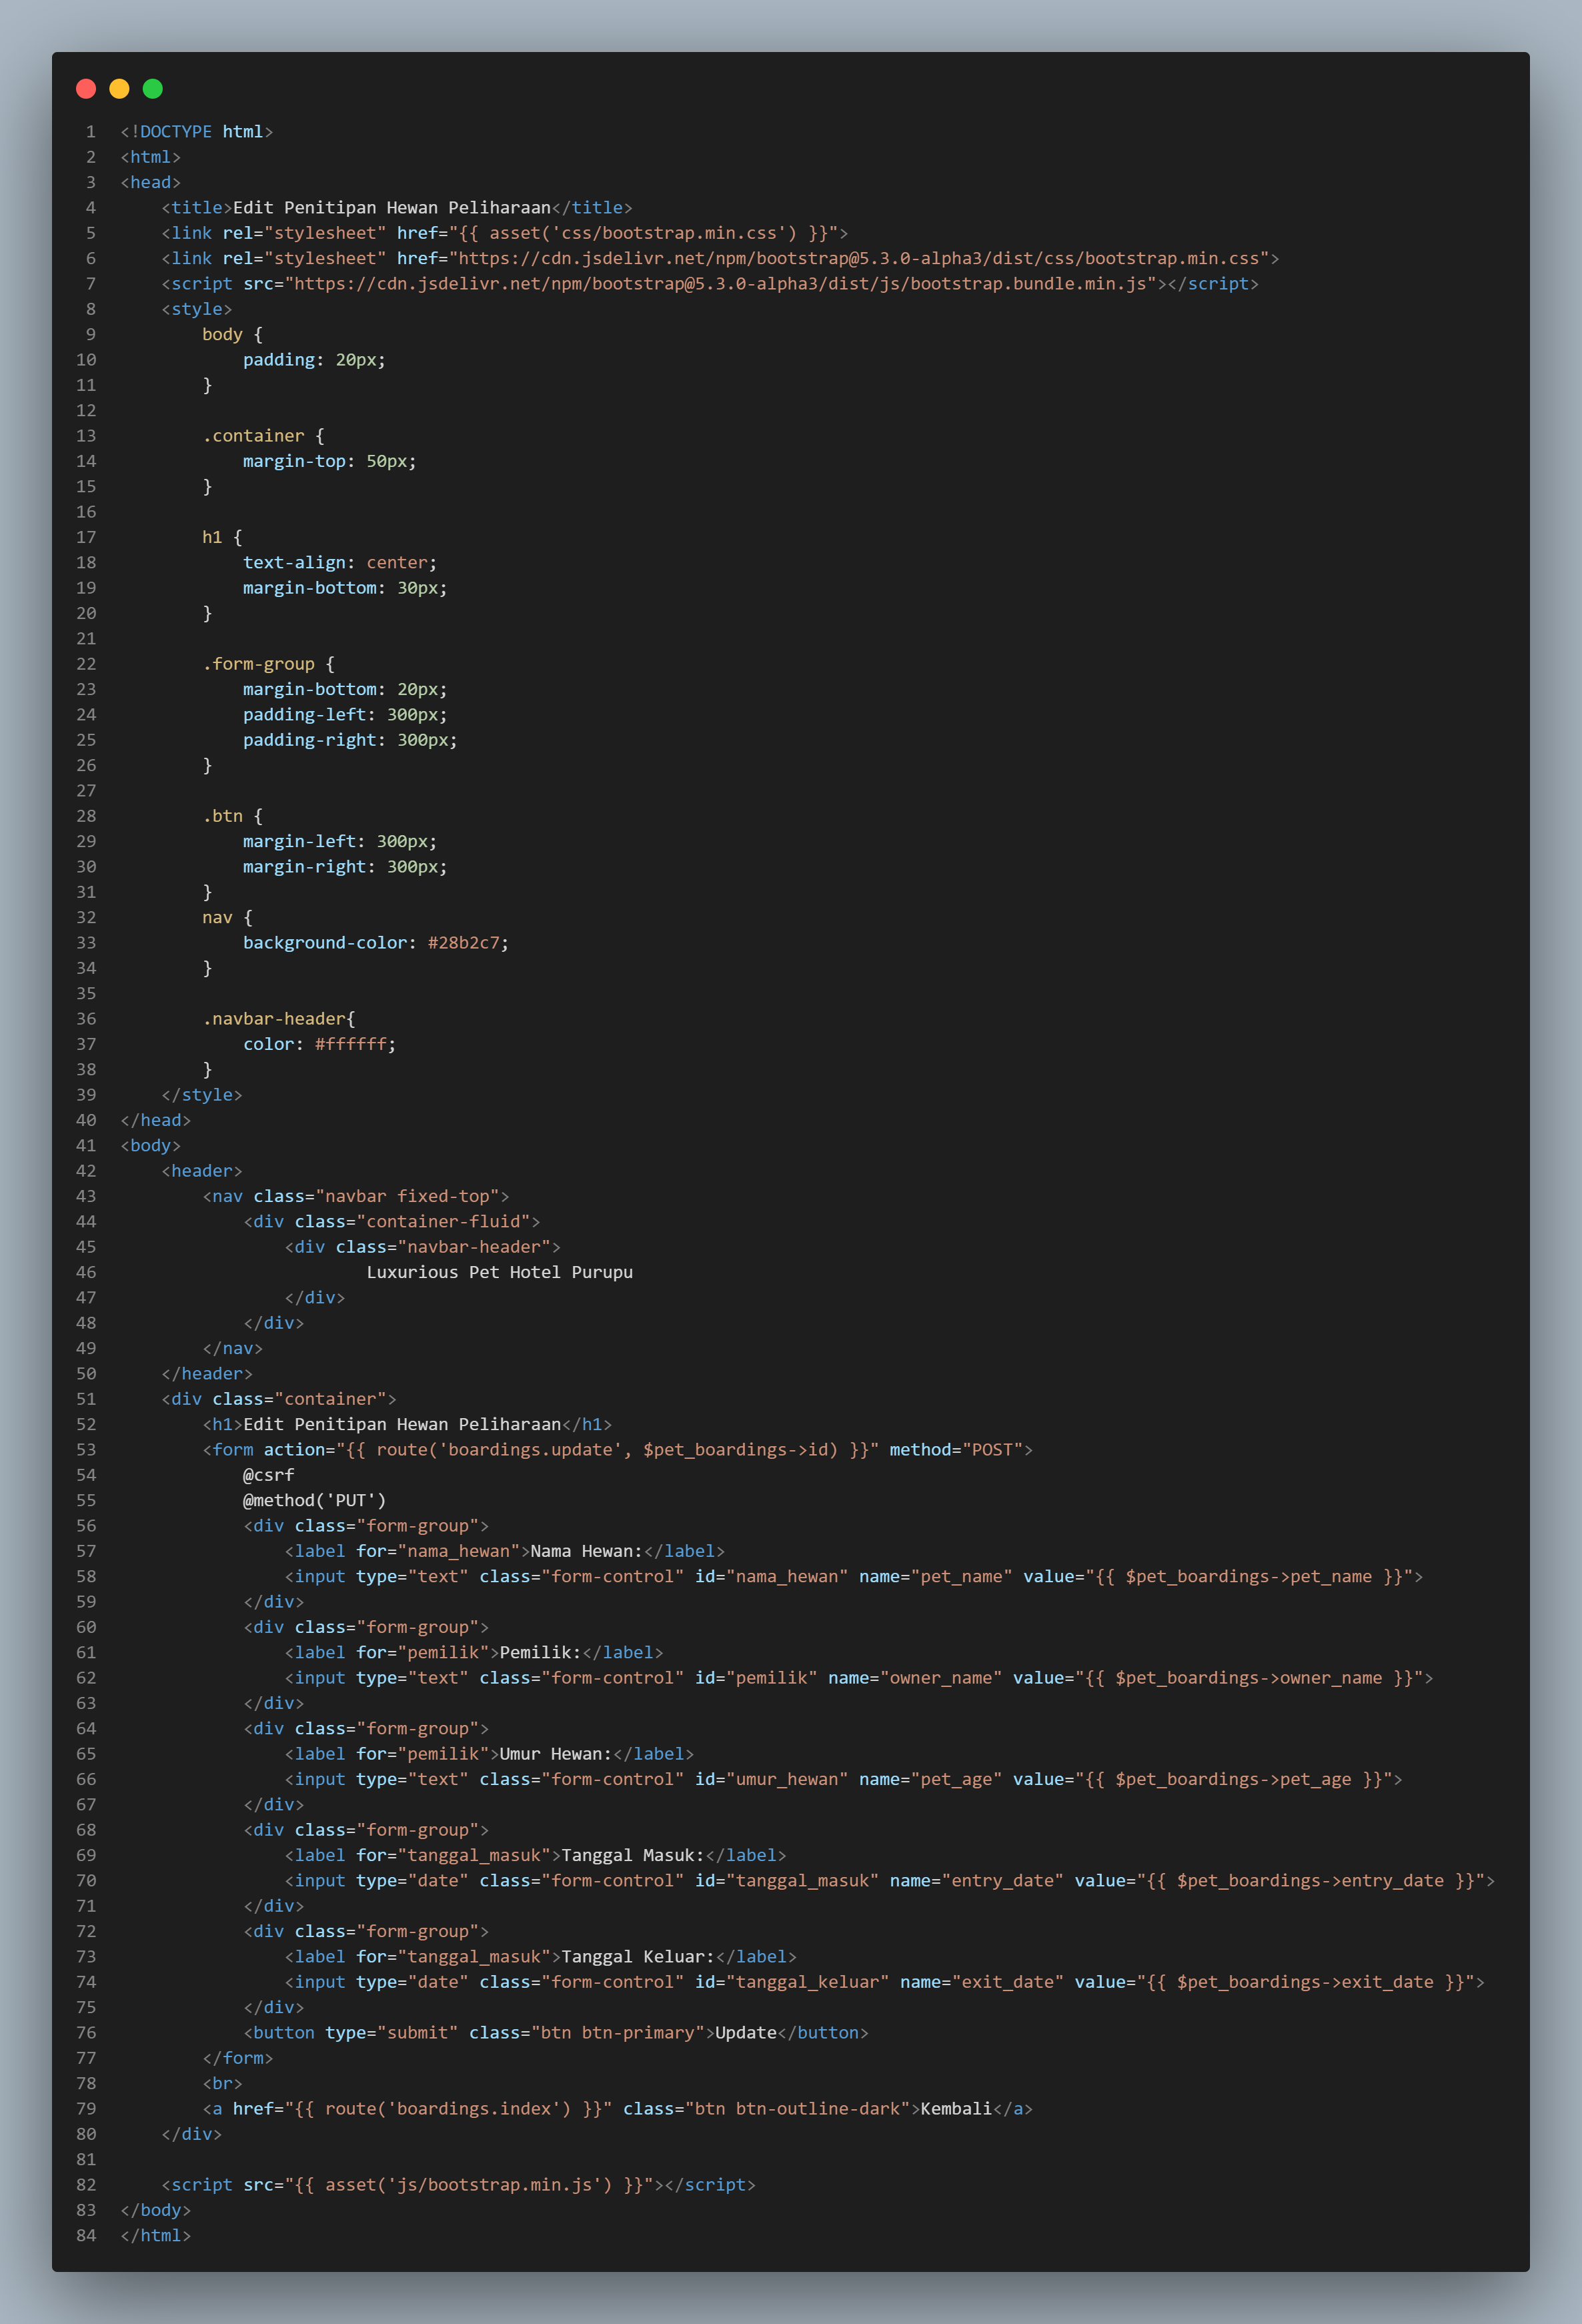 1 <!DOCTYPE html>
2 <html>
3 <head>
4     <title>Edit Penitipan Hewan Peliharaan</title>
5     <link rel="stylesheet" href="{{ asset('css/bootstrap.min.css') }}">
6     <link rel="stylesheet" href="https://cdn.jsdelivr.net/npm/bootstrap@5.3.0-alpha3/dist/css/bootstrap.min.css">
7     <script src="https://cdn.jsdelivr.net/npm/bootstrap@5.3.0-alpha3/dist/js/bootstrap.bundle.min.js"></script>
8     <style>
9         body {
10             padding: 20px;
11         }
12
13         .container {
14             margin-top: 50px;
15         }
16
17         h1 {
18             text-align: center;
19             margin-bottom: 30px;
20         }
21
22         .form-group {
23             margin-bottom: 20px;
24             padding-left: 300px;
25             padding-right: 300px;
26         }
27
28         .btn {
29             margin-left: 300px;
30             margin-right: 300px;
31         }
32         nav {
33             background-color: #28b2c7;
34         }
35
36         .navbar-header{
37             color: #ffffff;
38         }
39     </style>
40 </head>
41 <body>
42     <header>
43         <nav class="navbar fixed-top">
44             <div class="container-fluid">
45                 <div class="navbar-header">
46                         Luxurious Pet Hotel Purupu
47                 </div>
48             </div>
49         </nav>
50     </header>
51     <div class="container">
52         <h1>Edit Penitipan Hewan Peliharaan</h1>
53         <form action="{{ route('boardings.update', $pet_boardings->id) }}" method="POST">
54             @csrf
55             @method('PUT')
56             <div class="form-group">
57                 <label for="nama_hewan">Nama Hewan:</label>
58                 <input type="text" class="form-control" id="nama_hewan" name="pet_name" value="{{ $pet_boardings->pet_name }}">
59             </div>
60             <div class="form-group">
61                 <label for="pemilik">Pemilik:</label>
62                 <input type="text" class="form-control" id="pemilik" name="owner_name" value="{{ $pet_boardings->owner_name }}">
63             </div>
64             <div class="form-group">
65                 <label for="pemilik">Umur Hewan:</label>
66                 <input type="text" class="form-control" id="umur_hewan" name="pet_age" value="{{ $pet_boardings->pet_age }}">
67             </div>
68             <div class="form-group">
69                 <label for="tanggal_masuk">Tanggal Masuk:</label>
70                 <input type="date" class="form-control" id="tanggal_masuk" name="entry_date" value="{{ $pet_boardings->entry_date }}">
71             </div>
72             <div class="form-group">
73                 <label for="tanggal_masuk">Tanggal Keluar:</label>
74                 <input type="date" class="form-control" id="tanggal_keluar" name="exit_date" value="{{ $pet_boardings->exit_date }}">
75             </div>
76             <button type="submit" class="btn btn-primary">Update</button>
77         </form>
78         <br>
79         <a href="{{ route('boardings.index') }}" class="btn btn-outline-dark">Kembali</a>
80     </div>
81
82     <script src="{{ asset('js/bootstrap.min.js') }}"></script>
83 </body>
84 </html>